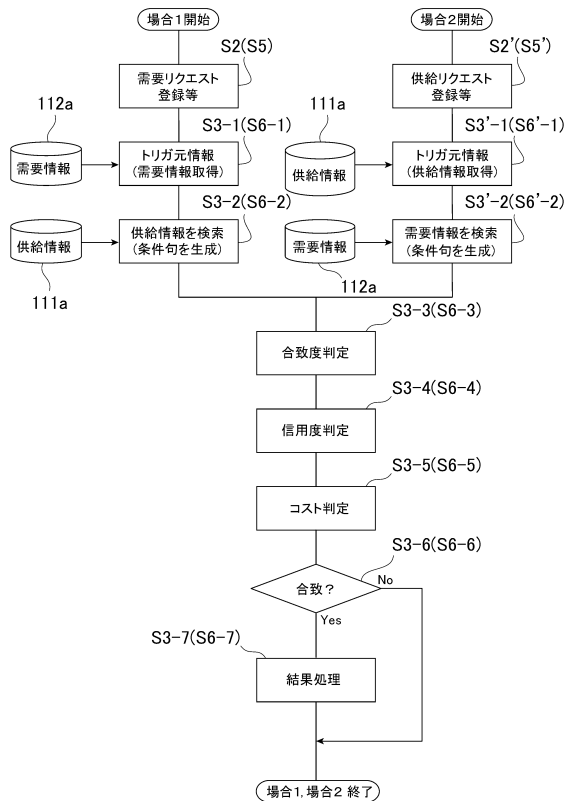 場合1開始
場合2開始
S2(S5)
S2'(S5')
需要リクエスト
登録等
供給リクエスト
登録等
112a
S3-1(S6-1)
111a
S3'-1(S6'-1)
需要情報
トリガ元情報
(需要情報取得)
供給情報
トリガ元情報
(供給情報取得)
S3-2(S6-2)
S3'-2(S6'-2)
供給情報
供給情報を検索
(条件句を生成)
需要情報
需要情報を検索
(条件句を生成)
111a
112a
S3-3(S6-3)
合致度判定
S3-4(S6-4)
信用度判定
S3-5(S6-5)
コスト判定
S3-6(S6-6)
合致？
No
Yes
S3-7(S6-7)
結果処理
場合1,場合2 終了